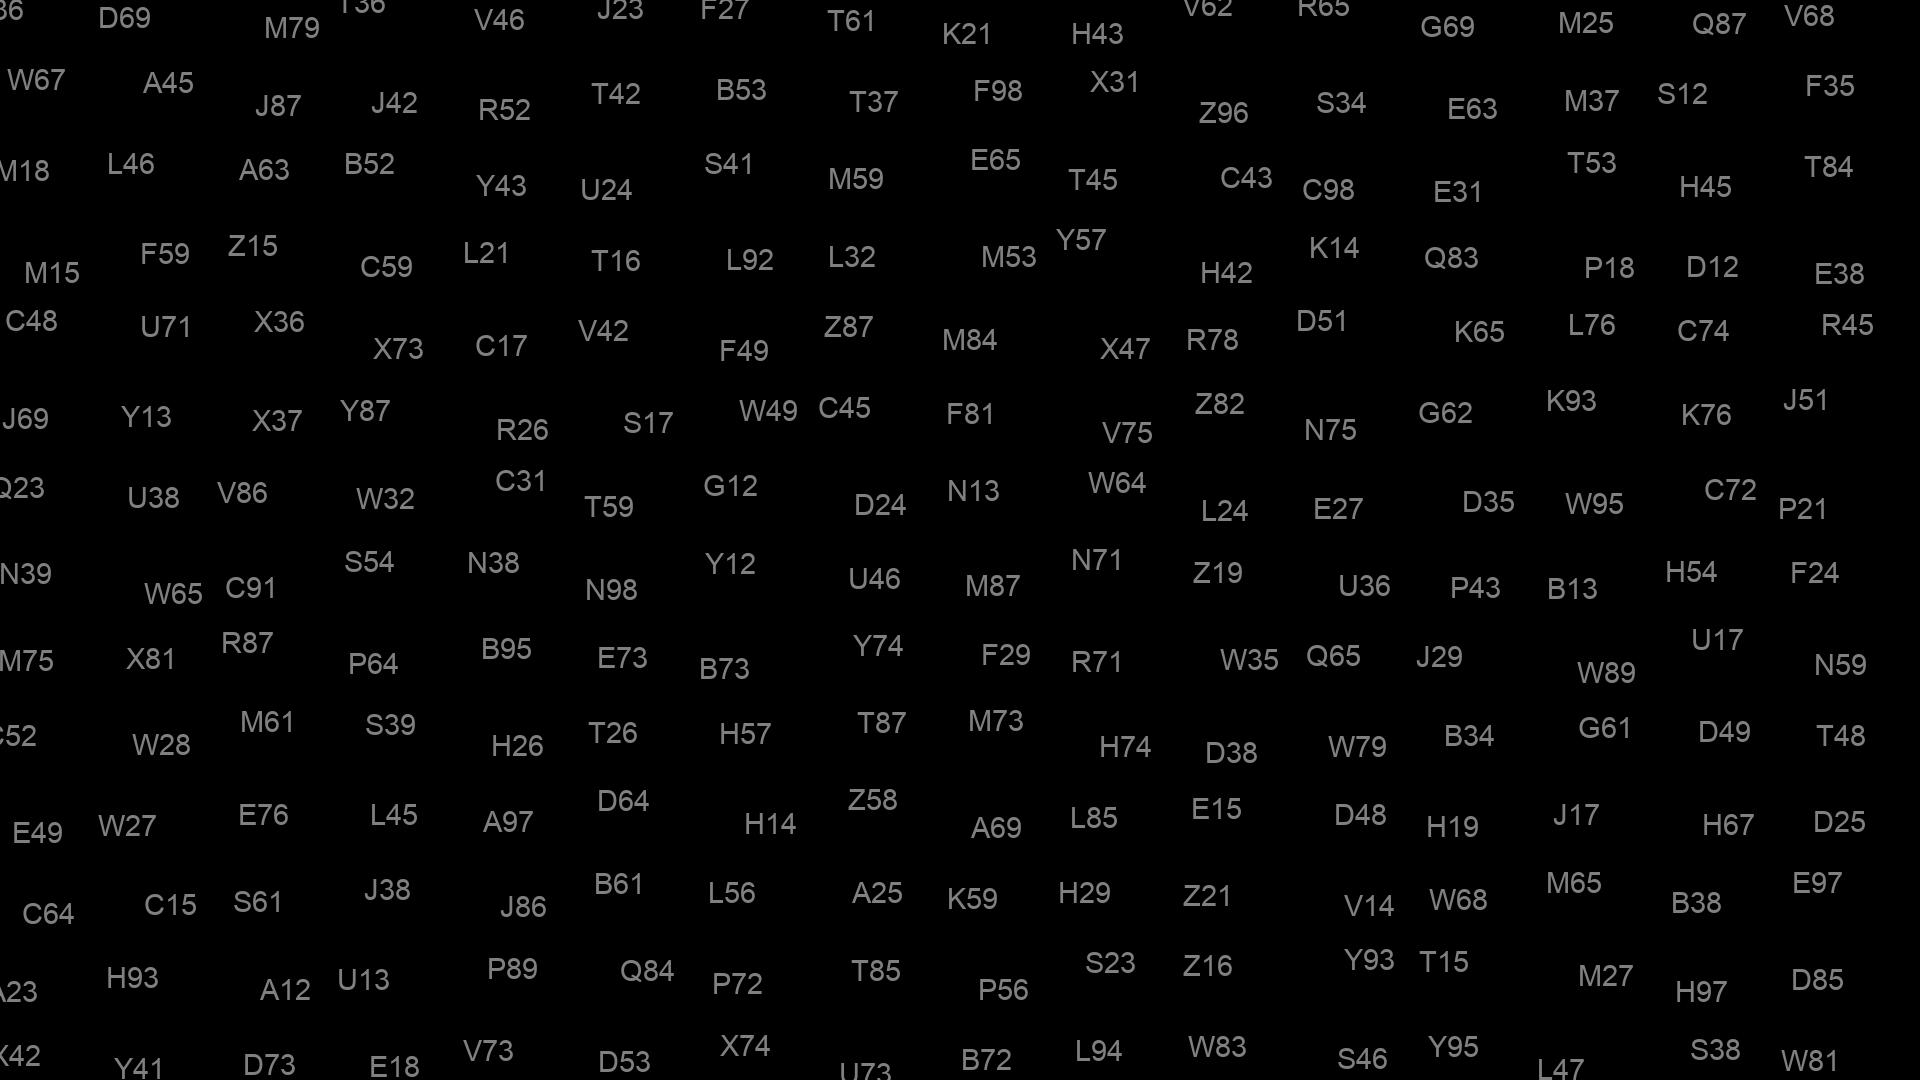 D69 M79 T36 V46 J23 F27 T61 K21 H43 V62 R65 G69 M25 Q87 V68
W67 A45 J87 J42 R52 T42 B53 T37 F98 X31 Z96 S34 E63 M37 S12 F35
M18 L46 A63 B52 Y43 U24 S41 M59 E65 T45 C43 C98 E31 T53 H45 T84
M15 F59 Z15 C59 L21 T16 L92 L32 M53 Y57 H42 K14 Q83 P18 D12 E38
C48 U71 X36 X73 C17 V42 F49 Z87 M84 X47 R78 D51 K65 L76 C74 R45
J69 Y13 X37 Y87 R26 S17 W49 C45 F81 V75 Z82 N75 G62 K93 K76 J51
Q23 U38 V86 W32 C31 T59 G12 D24 N13 W64 L24 E27 D35 W95 C72 P21
N39 W65 C91 S54 N38 N98 Y12 U46 M87 N71 Z19 U36 P43 B13 H54 F24
M75 X81 R87 P64 B95 E73 B73 Y74 F29 R71 W35 Q65 J29 W89 U17 N59
W28 M61 S39 H26 T26 H57 T87 M73 H74 D38 W79 B34 G61 D49 T48
E49 W27 E76 L45 A97 D64 H14 Z58 A69 L85 E15 D48 H19 J17 H67 D25
C64 C15 S61 J38 J86 B61 L56 A25 K59 H29 Z21 V14 W68 M65 B38 E97
A23 H93 A12 U13 P89 Q84 P72 T85 P56 S23 Z16 Y93 T15 M27 H97 D85
Y41 D73 E18 V73 D53 X74 U73 B72 L94 W83 S46 Y95 L47 S38 W81